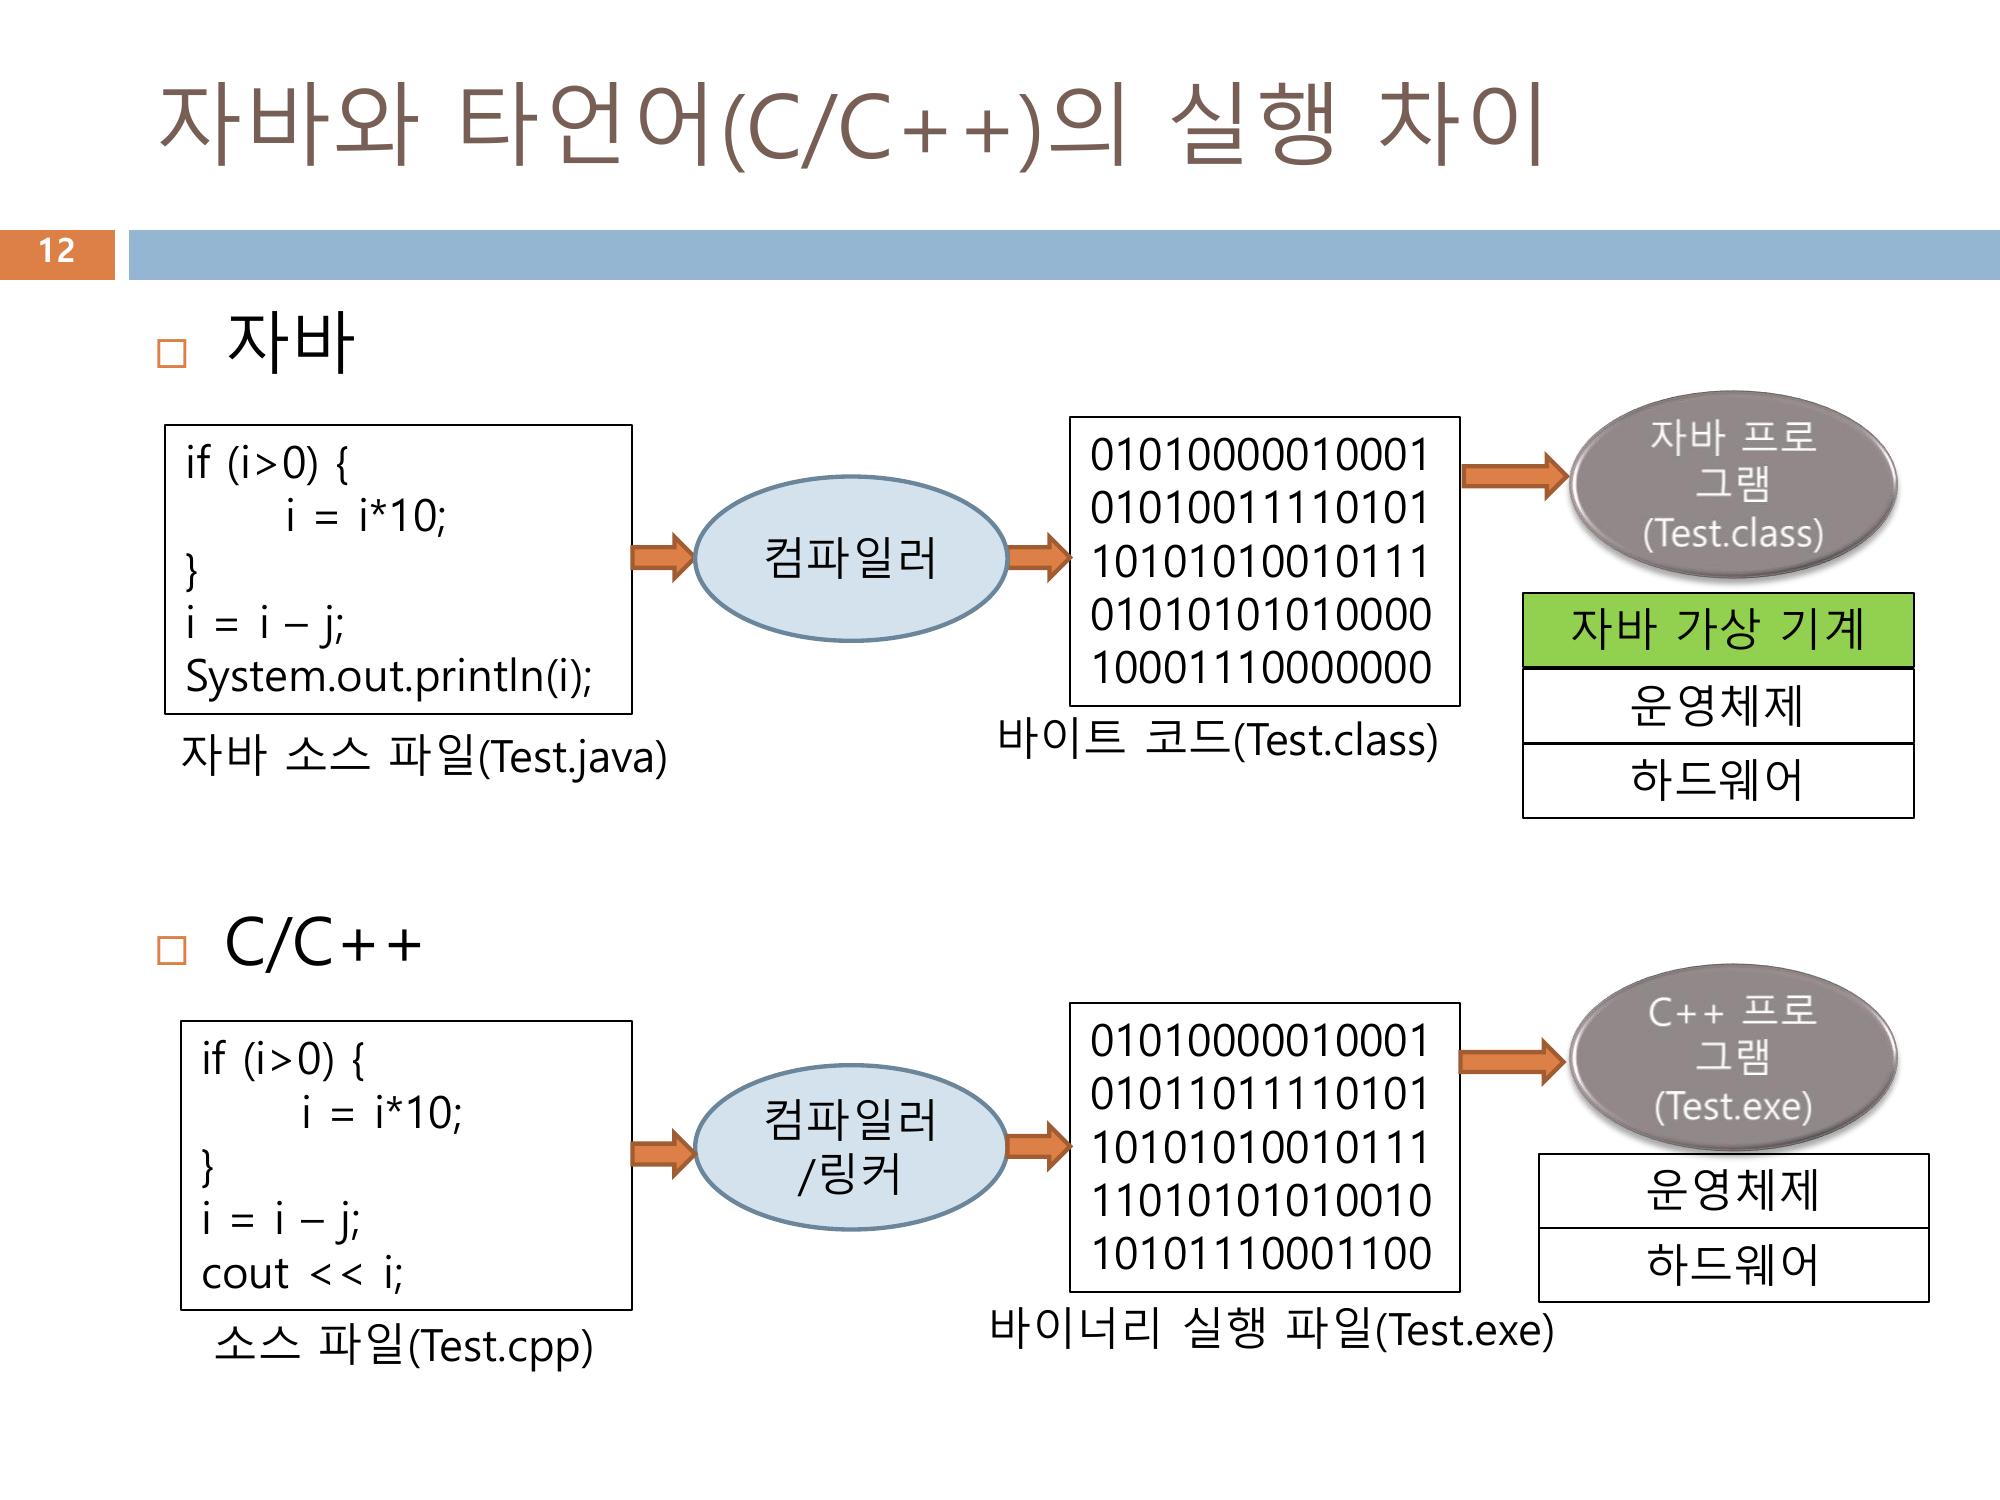 자바와 타언어(C/C++)의 실행 차이
12
자바
if (i>0) {
i = i*10;
}
i = i – j;
System.out.println(i);
자바 소스 파일(Test.java)
컴파일러
01010000010001
01010011110101
10101010010111
01010101010000
10001110000000
바이트 코드(Test.class)
자바 프로
그램
(Test.class)
자바 가상 기계
운영체제
하드웨어
C/C++
if (i>0) {
i = i*10;
}
i = i – j;
cout << i;
소스 파일(Test.cpp)
컴파일러
/링커
01010000010001
01011011110101
10101010010111
11010101010010
10101110001100
바이너리 실행 파일(Test.exe)
C++ 프로
그램
(Test.exe)
운영체제
하드웨어